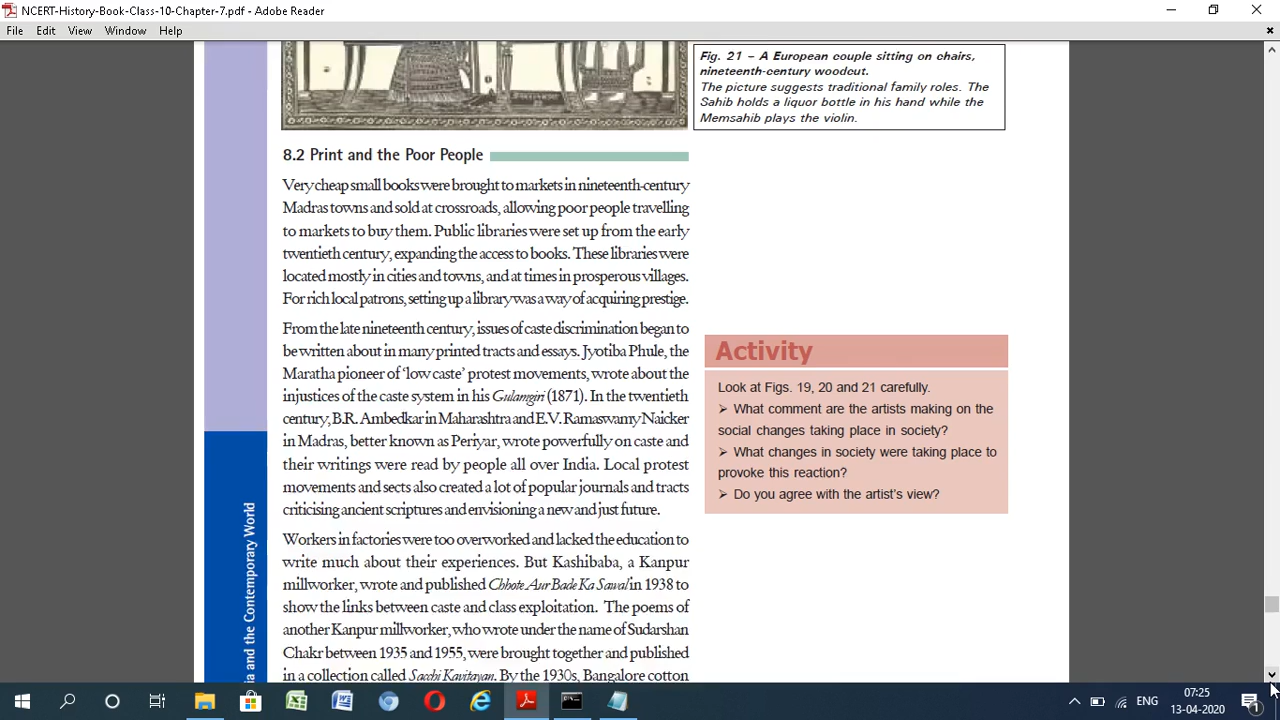 NCERT-History-Book-Class-10-Chapter-7.pdf - Adobe Reader
File Edit View Window Help
Fig. 21 – A European couple sitting on chairs,
nineteenth-century woodcut.
The picture suggests traditional family roles. The
Sahib holds a liquor bottle in his hand while the
Memsahib plays the violin.
8.2 Print and the Poor People
Very cheap small books were brought to markets in nineteenth-century
Madras towns and sold at crossroads, allowing poor people travelling
to markets to buy them. Public libraries were set up from the early
twentieth century, expanding the access to books. These libraries were
located mostly in cities and towns, and at times in prosperous villages.
For rich local patrons, setting up a library was a way of acquiring prestige.
From the late nineteenth century, issues of caste discrimination began to
be written about in many printed tracts and essays. Jyotiba Phule, the
Maratha pioneer of ‘low caste’ protest movements, wrote about the
injustices of the caste system in his Gulamgiri (1871). In the twentieth
century, B.R. Ambedkar in Maharashtra and E.V. Ramaswamy Naicker
in Madras, better known as Periyar, wrote powerfully on caste and
their writings were read by people all over India. Local protest
movements and sects also created a lot of popular journals and tracts
criticising ancient scriptures and envisioning a new and just future.
Workers in factories were too overworked and lacked the education to
write much about their experiences. But Kashibaba, a Kanpur
millworker, wrote and published Chhote Aur Bade Ka Sawal in 1938 to
show the links between caste and class exploitation. The poems of
another Kanpur millworker, who wrote under the name of Sudarshan
Chakr between 1935 and 1955, were brought together and published
in a collection called Sacchi Kavitayan. By the 1930s, Bangalore cotton
Activity
Look at Figs. 19, 20 and 21 carefully.
➢ What comment are the artists making on the
social changes taking place in society?
➢ What changes in society were taking place to
provoke this reaction?
➢ Do you agree with the artist’s view?
ia and the Contemporary World
ENG
07:25
13-04-2020
1